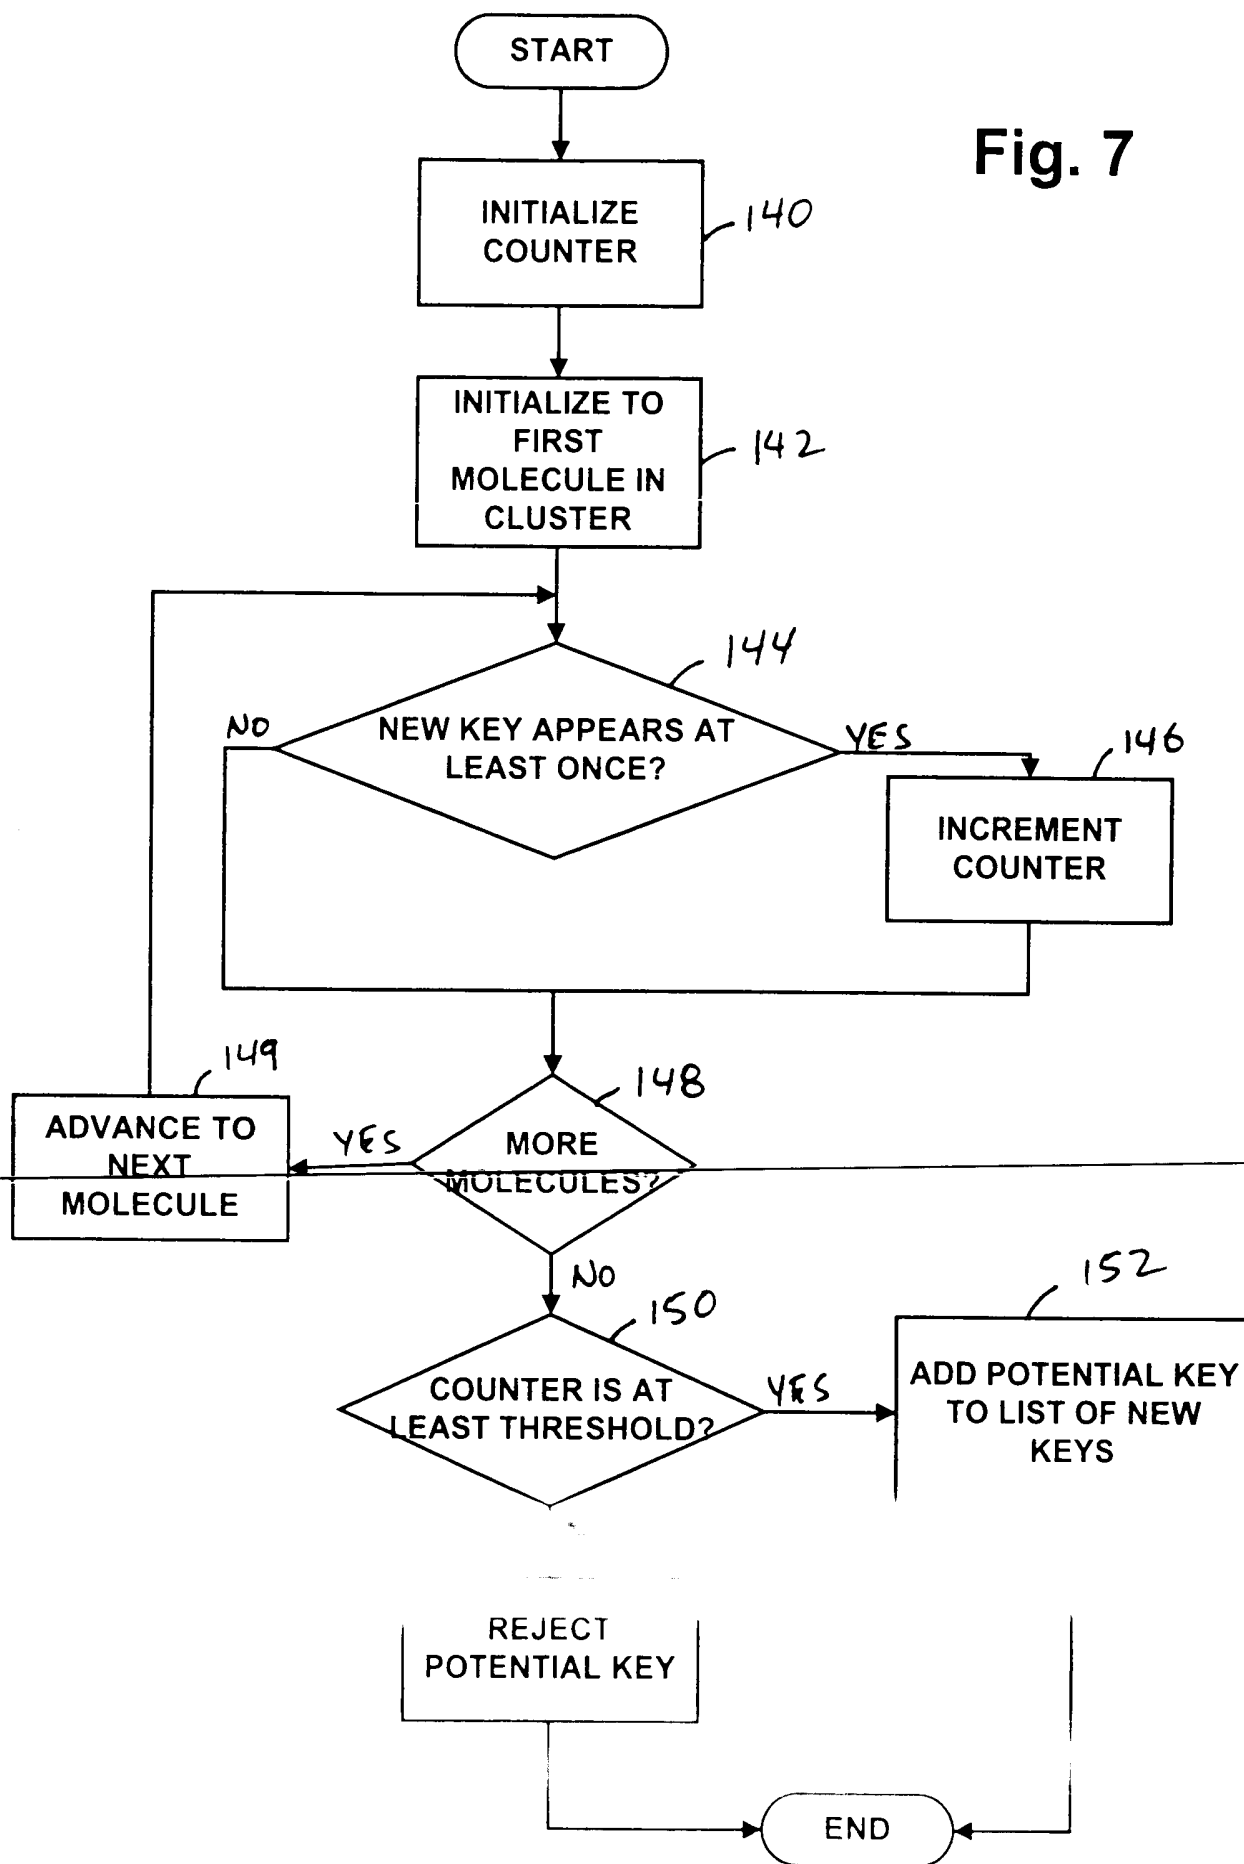 START
Fig. 7
INITIALIZE
COUNTER
140
INITIALIZE TO
FIRST
MOLECULE IN
CLUSTER
142
144
NO
NEW KEY APPEARS AT
LEAST ONCE?
YES
146
INCREMENT
COUNTER
149
ADVANCE TO
NEXT
MOLECULE
YES
148
MORE
MOLECULES?
NO
150
COUNTER IS AT
LEAST THRESHOLD?
YES
152
ADD POTENTIAL KEY
TO LIST OF NEW
KEYS
REJECT
POTENTIAL KEY
END